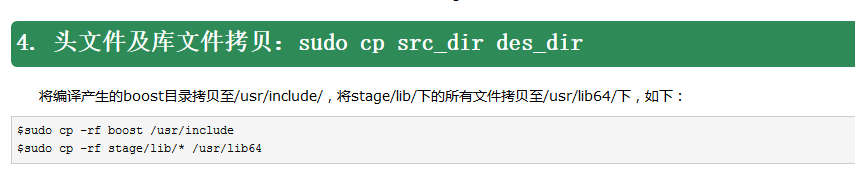 4. 头文件及库文件拷贝：sudo cp src_dir des_dir
将编译产生的boost目录拷贝至/usr/include/，将stage/lib/下的所有文件拷贝至/usr/lib64/下，如下：
$sudo cp -rf boost /usr/include
$sudo cp -rf stage/lib/* /usr/lib64